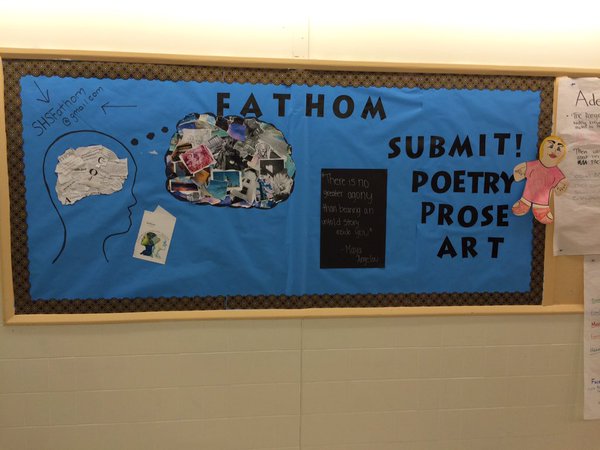 SHSFathom
@gmail.com
FATHOM
SUBMIT!
POETRY
PROSE
ART
"There is no
greater agony
than bearing an
untold story
inside you"
-Maya
Angelou
Ade